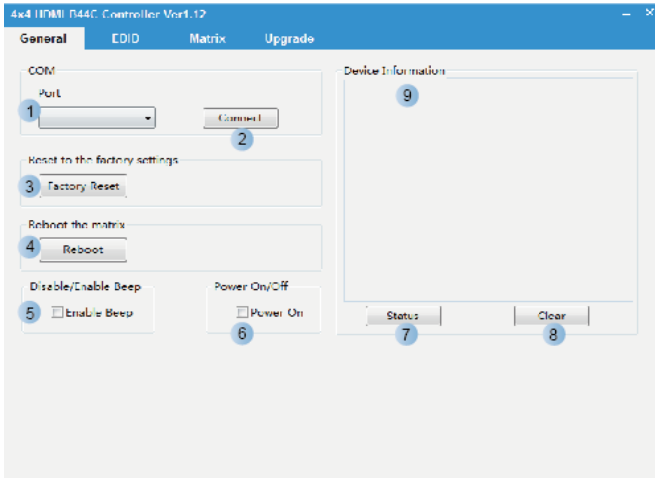 4x4 HDMI B44C Controller Ver1.12
General EDID Matrix Upgrade
COM
Port
1
Connect
2
Reset to the factory settings
3 Factory Reset
Reboot the matrix
4 Reboot
Disable/Enable Beep
5 Enable Beep
Power On/Off
Power On
6
Device Information
9
Status Clear
7 8